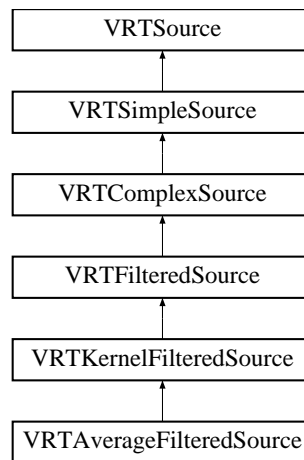 VRTSource
VRTSimpleSource
VRTComplexSource
VRTFilteredSource
VRTKernelFilteredSource
VRTAverageFilteredSource